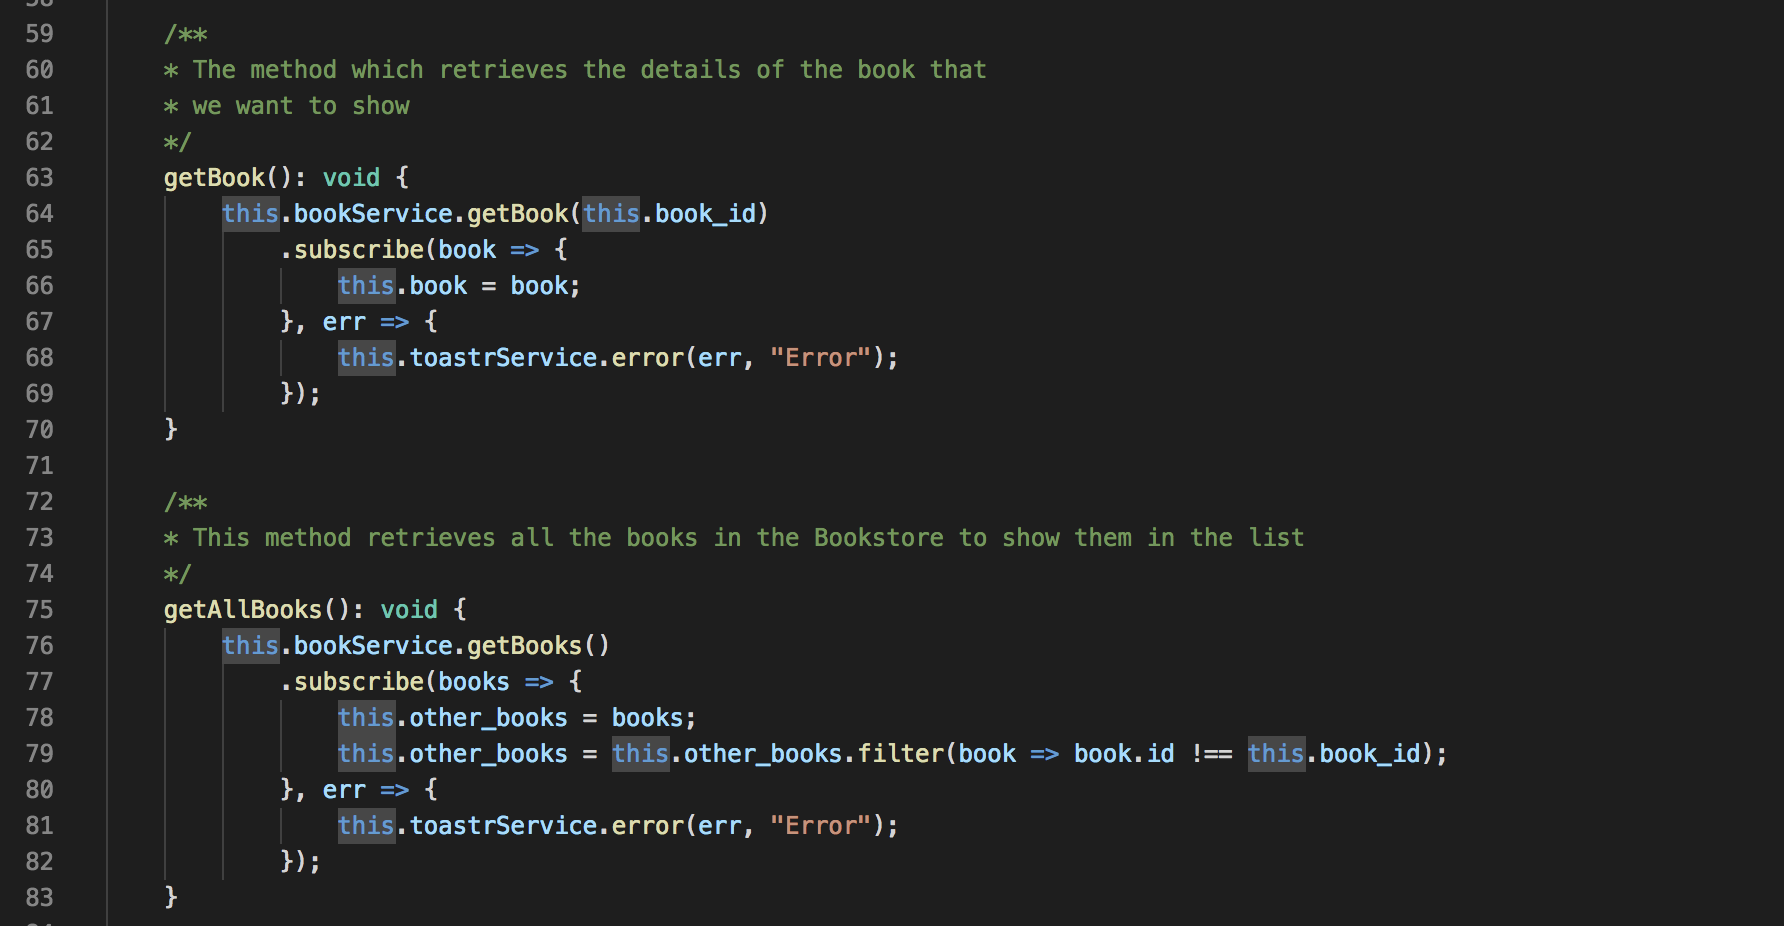 59 /**
60 * The method which retrieves the details of the book that
61 * we want to show
62 */
63 getBook(): void {
64 this.bookService.getBook(this.book_id)
65 .subscribe(book => {
66 this.book = book;
67 }, err => {
68 this.toastrService.error(err, "Error");
69 });
70 }
71
72 /**
73 * This method retrieves all the books in the Bookstore to show them in the list
74 */
75 getAllBooks(): void {
76 this.bookService.getBooks()
77 .subscribe(books => {
78 this.other_books = books;
79 this.other_books = this.other_books.filter(book => book.id !== this.book_id);
80 }, err => {
81 this.toastrService.error(err, "Error");
82 });
83 }